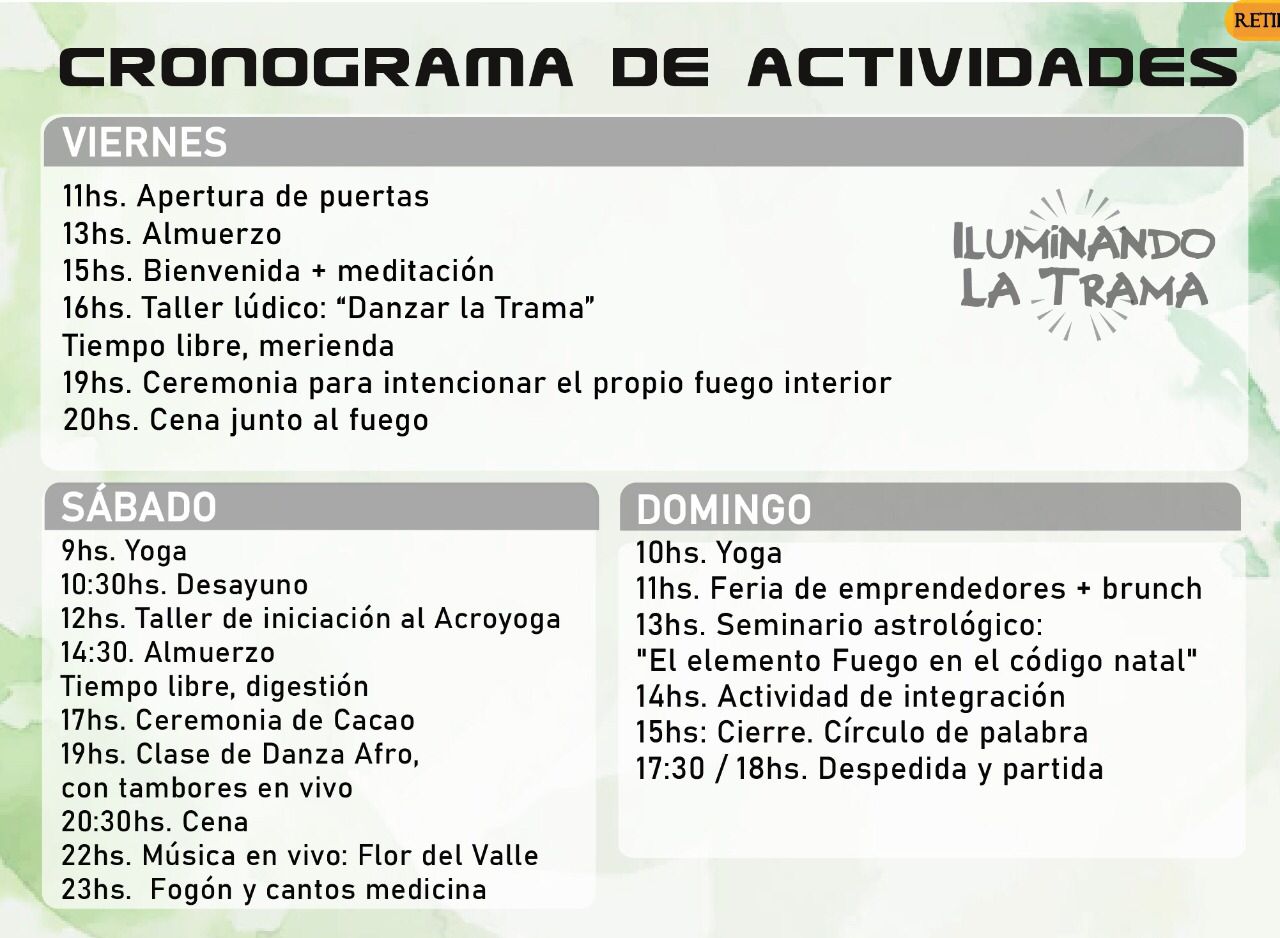 RETI
CRONOGRAMA DE ACTIVIDADES
VIERNES
11hs. Apertura de puertas
13hs. Almuerzo
15hs. Bienvenida + meditación
16hs. Taller lúdico: “Danzar la Trama”
Tiempo libre, merienda
19hs. Ceremonia para intencionar el propio fuego interior
20hs. Cena junto al fuego
ILUMiNANDO
LA TRAMA
SÁBADO
9hs. Yoga
10:30hs. Desayuno
12hs. Taller de iniciación al Acroyoga
14:30. Almuerzo
Tiempo libre, digestión
17hs. Ceremonia de Cacao
19hs. Clase de Danza Afro,
con tambores en vivo
20:30hs. Cena
22hs. Música en vivo: Flor del Valle
23hs.  Fogón y cantos medicina
DOMINGO
10hs. Yoga
11hs. Feria de emprendedores + brunch
13hs. Seminario astrológico:
"El elemento Fuego en el código natal"
14hs. Actividad de integración
15hs: Cierre. Círculo de palabra
17:30 / 18hs. Despedida y partida